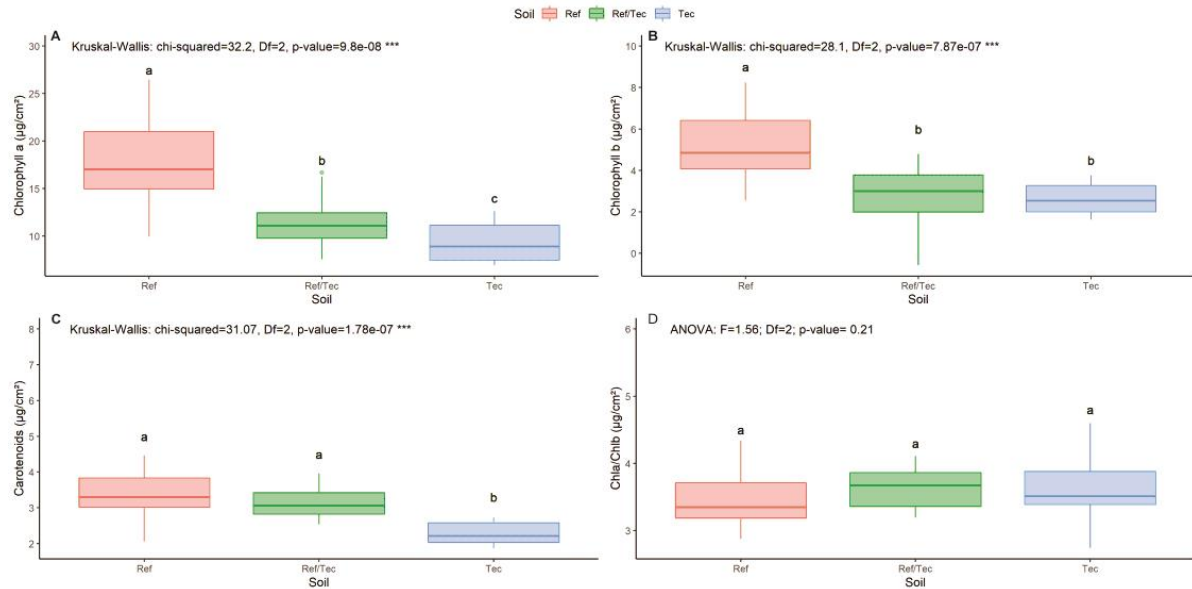 Soil Ref Ref/Tec Tec
A
Kruskal-Wallis: chi-squared=32.2, Df=2, p-value=9.8e-08 ***
30
25
20
15
10
Chlorophyll a (µg/cm²)
a
b
c
Ref Ref/Tec Tec
Soil
B
Kruskal-Wallis: chi-squared=28.1, Df=2, p-value=7.87e-07 ***
10
8
6
4
2
0
Chlorophyll b (µg/cm²)
a
b
b
Ref Ref/Tec Tec
Soil
C
Kruskal-Wallis: chi-squared=31.07, Df=2, p-value=1.78e-07 ***
8
7
6
5
4
3
2
Carotenoids (µg/cm²)
a
a
b
Ref Ref/Tec Tec
Soil
D
ANOVA: F=1.56; Df=2; p-value= 0.21
6
5
4
3
Chla/Chlb (µg/cm²)
a
a
a
Ref Ref/Tec Tec
Soil